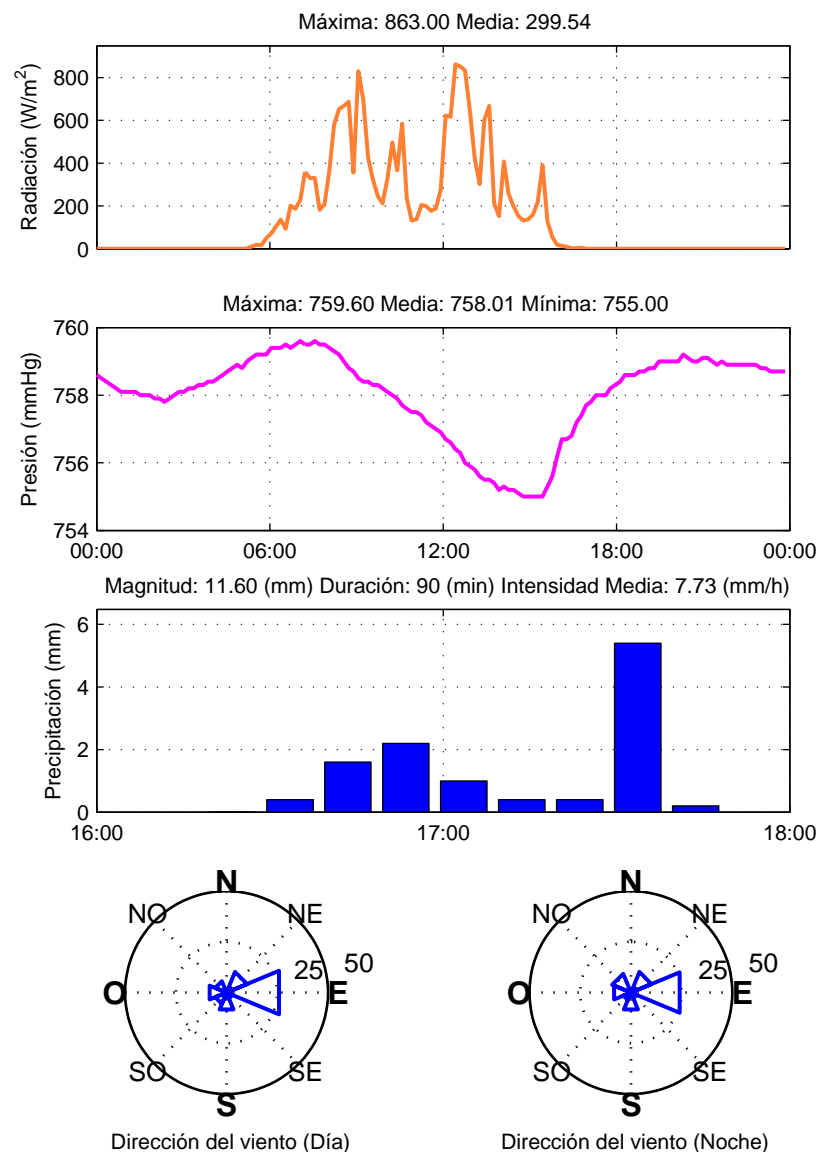 Máxima: 863.00 Media: 299.54
Radiación (W/m²)
800
600
400
200
0
Máxima: 759.60 Media: 758.01 Mínima: 755.00
Presión (mmHg)
760
758
756
754
00:00 06:00 12:00 18:00 00:00
Magnitud: 11.60 (mm) Duración: 90 (min) Intensidad Media: 7.73 (mm/h)
Precipitación (mm)
6
4
2
0
16:00 17:00 18:00
N
NO NE
25 50
O E
SO SE
S
Dirección del viento (Día)
N
NO NE
25 50
O E
SO SE
S
Dirección del viento (Noche)